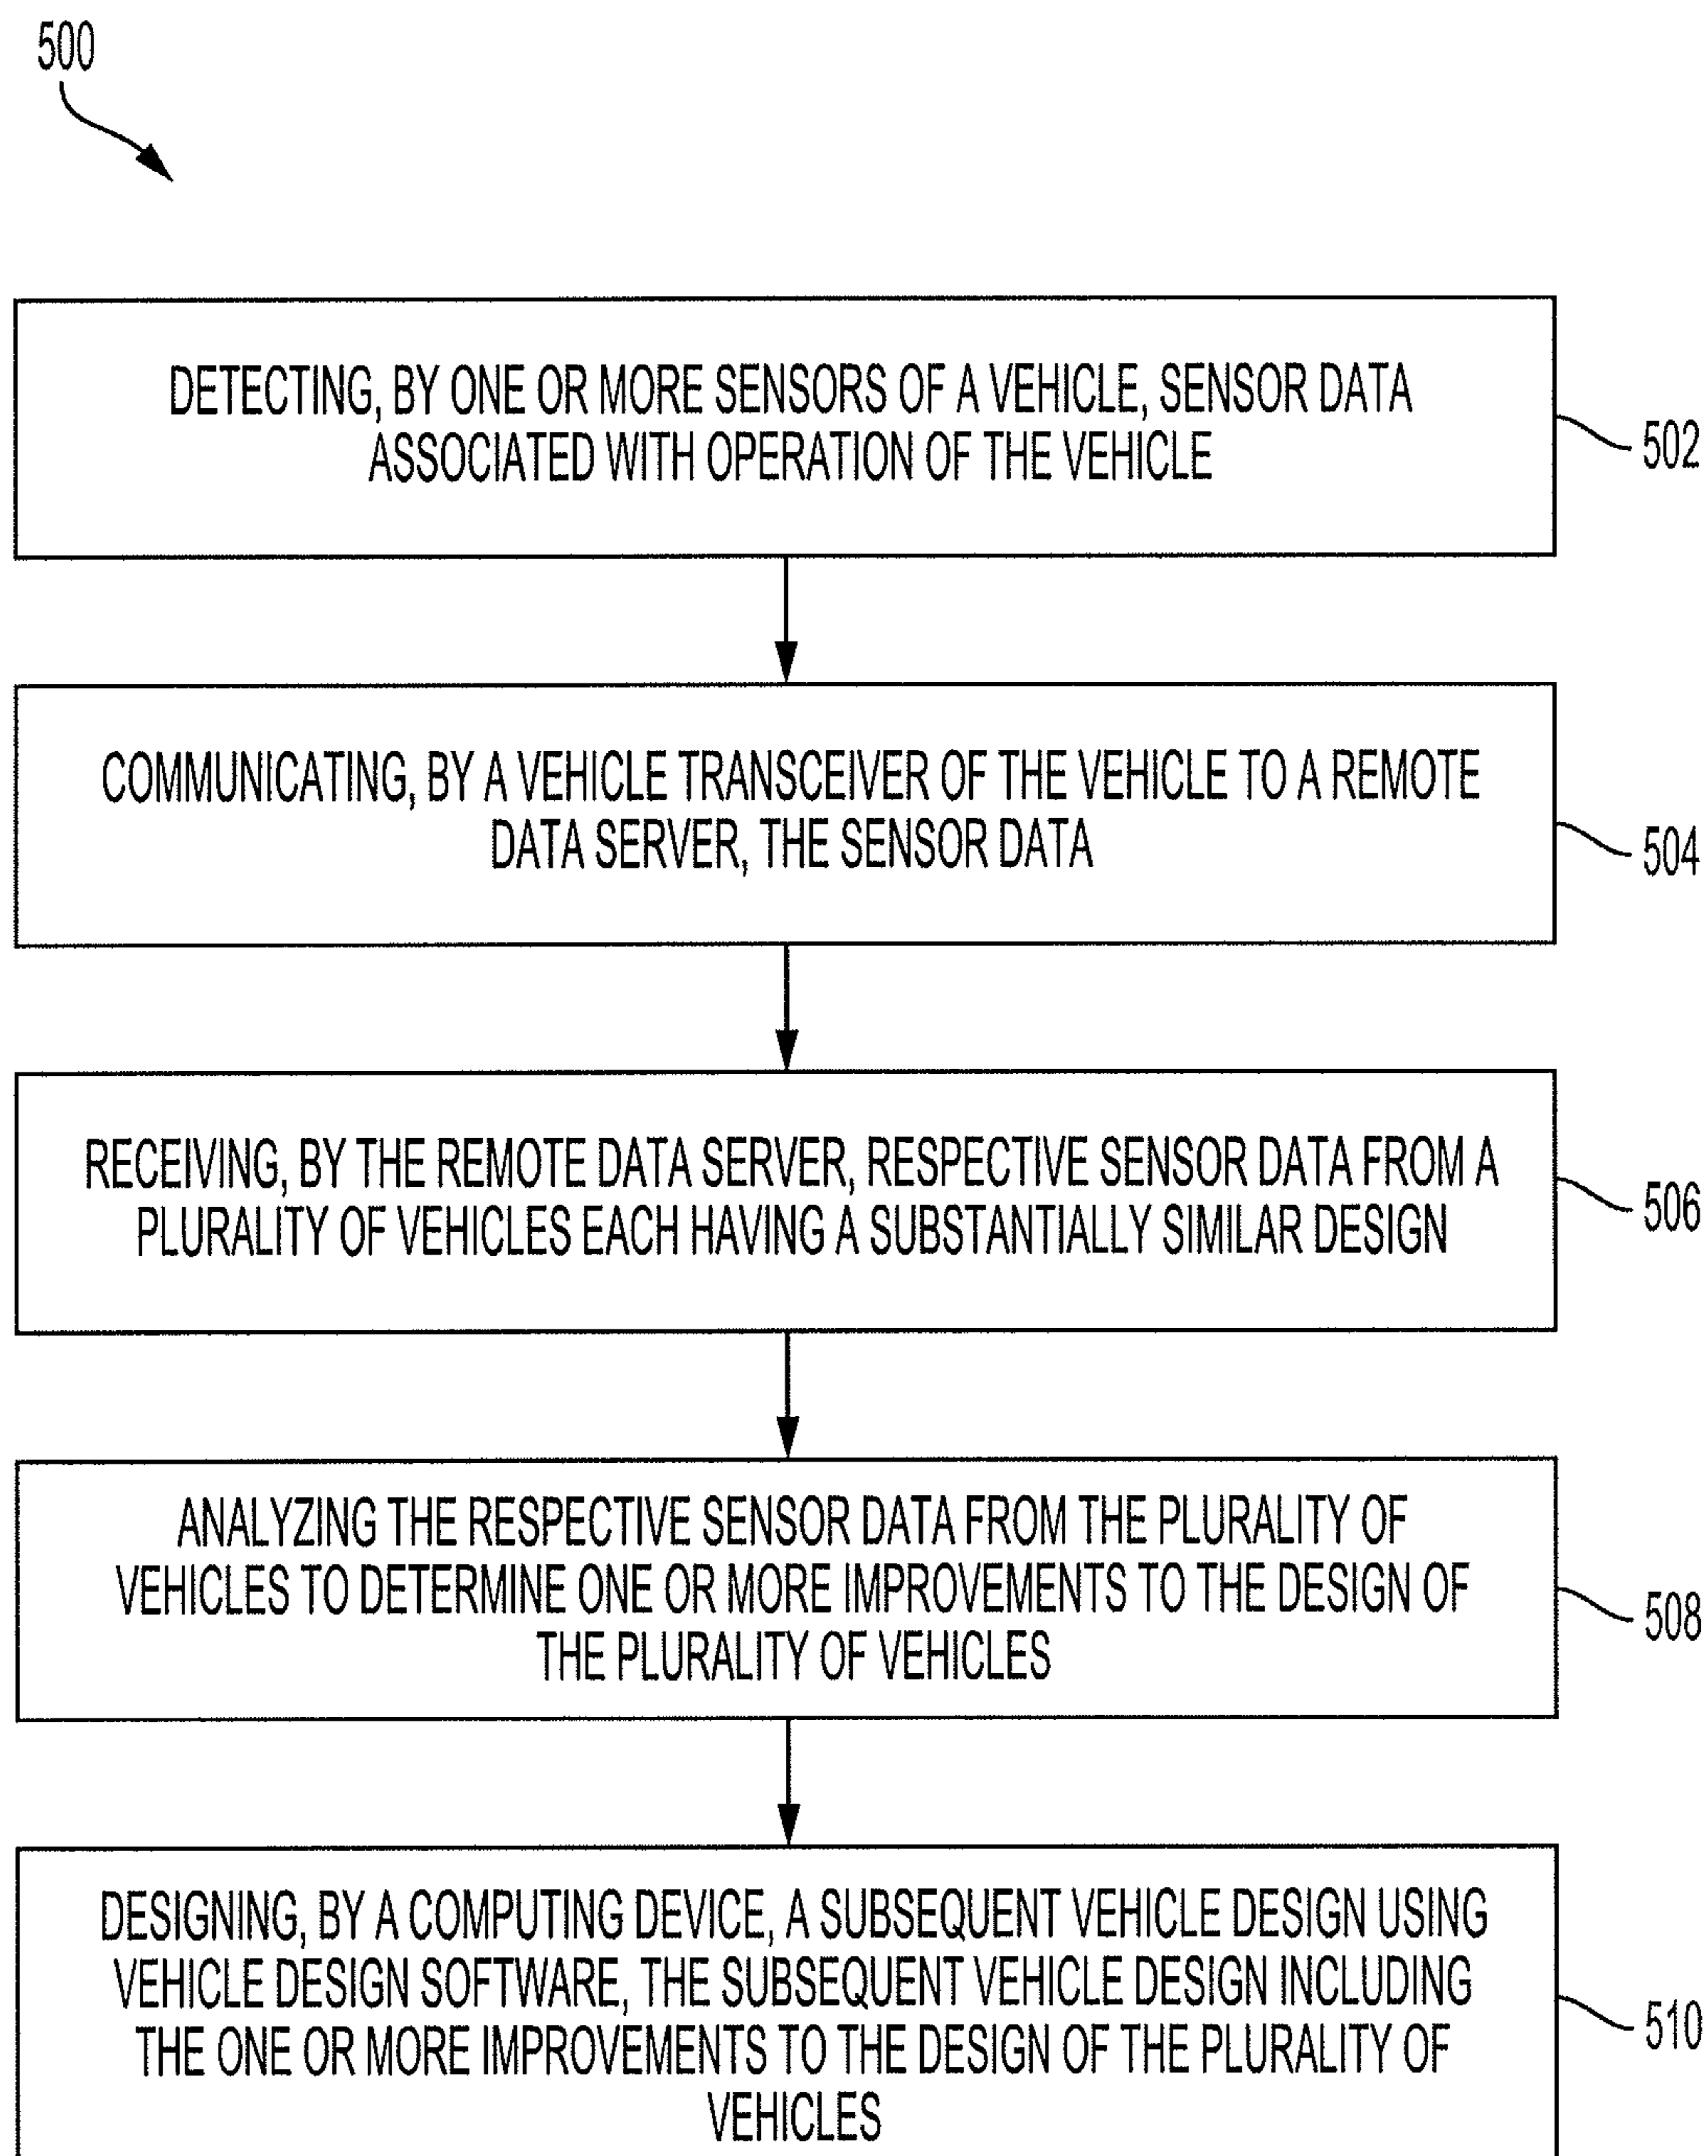 500
DETECTING, BY ONE OR MORE SENSORS OF A VEHICLE, SENSOR DATA
ASSOCIATED WITH OPERATION OF THE VEHICLE
502
COMMUNICATING, BY A VEHICLE TRANSCEIVER OF THE VEHICLE TO A REMOTE
DATA SERVER, THE SENSOR DATA
504
RECEIVING, BY THE REMOTE DATA SERVER, RESPECTIVE SENSOR DATA FROM A
PLURALITY OF VEHICLES EACH HAVING A SUBSTANTIALLY SIMILAR DESIGN
506
ANALYZING THE RESPECTIVE SENSOR DATA FROM THE PLURALITY OF
VEHICLES TO DETERMINE ONE OR MORE IMPROVEMENTS TO THE DESIGN OF
THE PLURALITY OF VEHICLES
508
DESIGNING, BY A COMPUTING DEVICE, A SUBSEQUENT VEHICLE DESIGN USING
VEHICLE DESIGN SOFTWARE, THE SUBSEQUENT VEHICLE DESIGN INCLUDING
THE ONE OR MORE IMPROVEMENTS TO THE DESIGN OF THE PLURALITY OF
VEHICLES
510